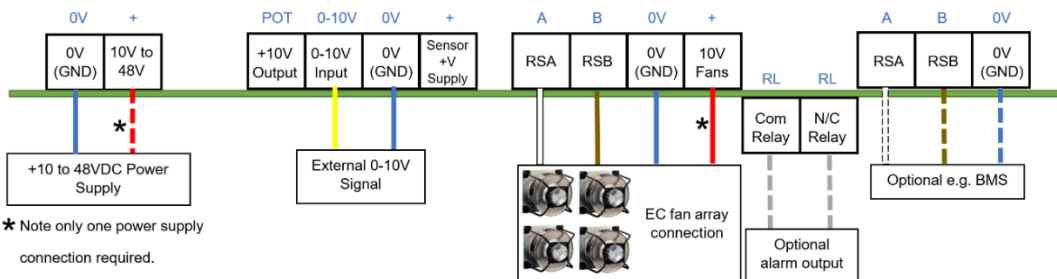 0V + POT 0-10V 0V + A B 0V + A B 0V
0V (GND)
10V to 48V
+10V Output
0-10V Input
0V (GND)
Sensor +V Supply
RSA
RSB
0V (GND)
10V Fans
RL RL
Com Relay
N/C Relay
RSA
RSB
0V (GND)
*
*
+10 to 48VDC Power
Supply
External 0-10V
Signal
EC fan array
connection
Optional e.g. BMS
* Note only one power supply
connection required.
Optional
alarm output